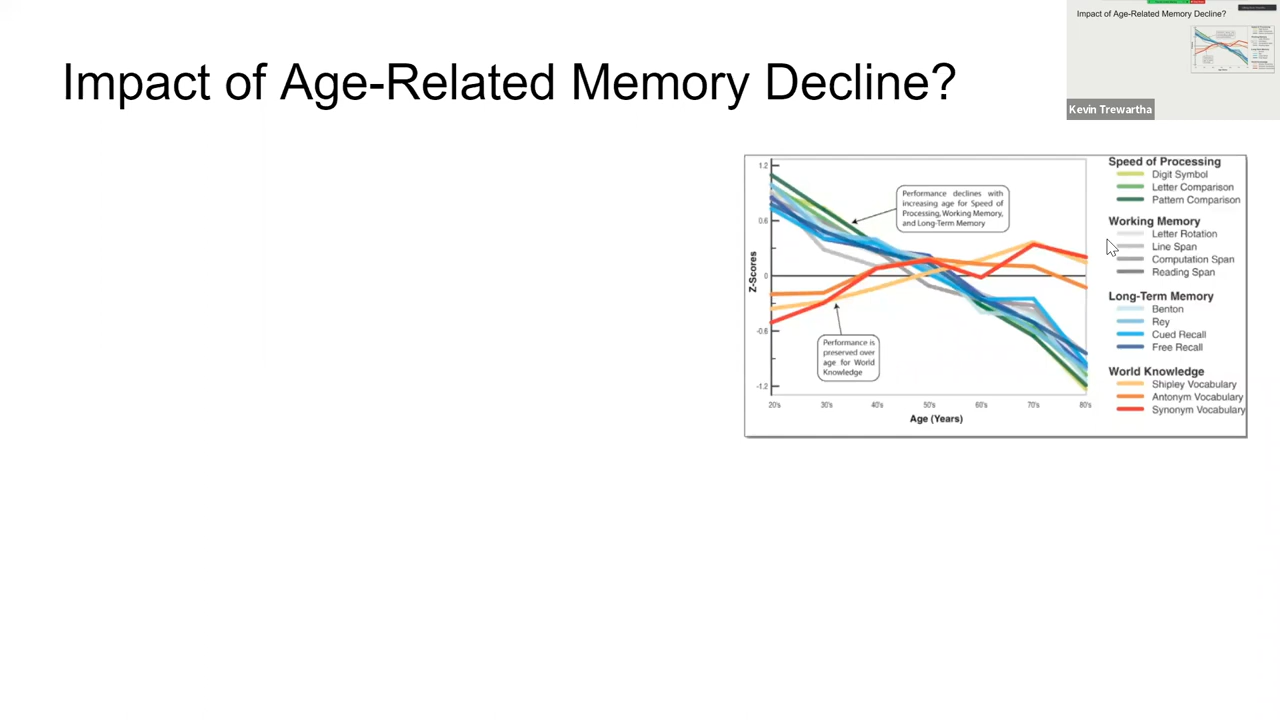 Impact of Age-Related Memory Decline?
Impact of Age-Related Memory Decline?
Kevin Trewartha
1.2
0.6
0
-0.6
-1.2
Z-Scores
Performance declines with
increasing age for Speed of
Processing, Working Memory,
and Long-Term Memory
Performance is
preserved over
age for World
Knowledge
20's 30's 40's 50's 60's 70's 80's
Age (Years)
Speed of Processing
Digit Symbol
Letter Comparison
Pattern Comparison
Working Memory
Letter Rotation
Line Span
Computation Span
Reading Span
Long-Term Memory
Benton
Rey
Cued Recall
Free Recall
World Knowledge
Shipley Vocabulary
Antonym Vocabulary
Synonym Vocabulary